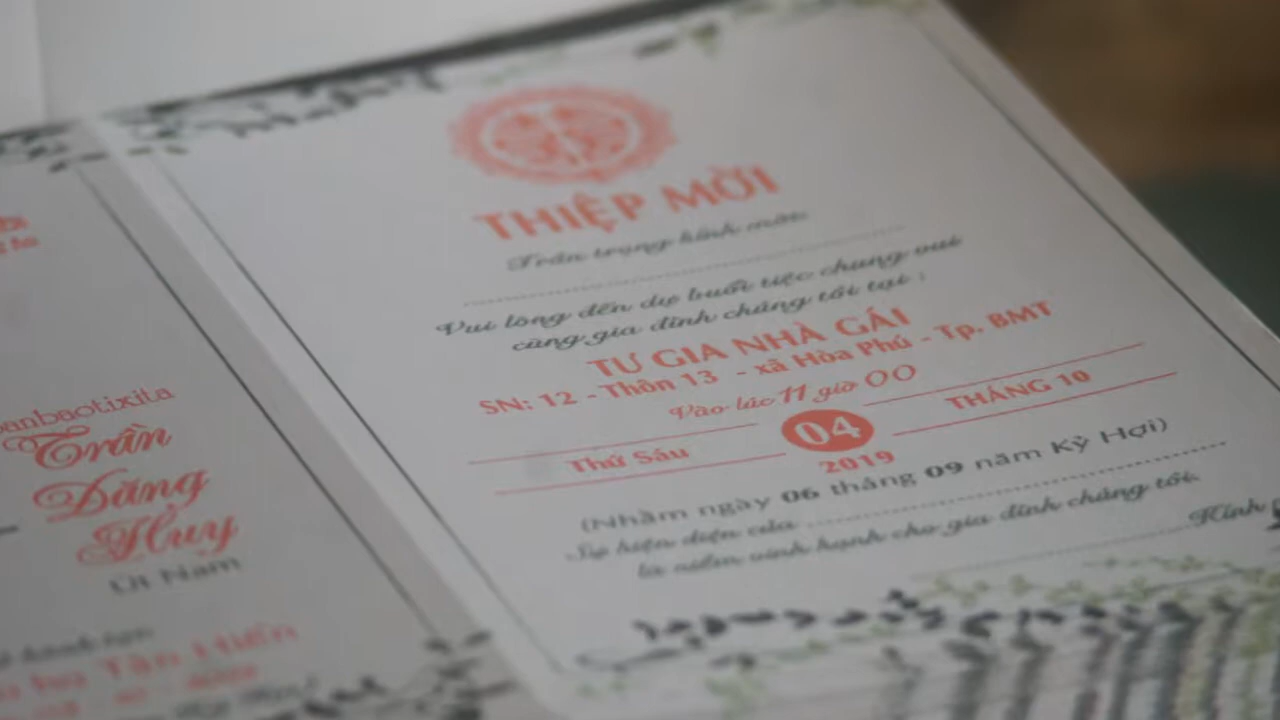 banbaotixita
Trần
Đăng
Huy
Út Nam
THIỆP MỜI
Trân trọng kính mời:
Vui lòng đến dự buổi tiệc chung vui
cùng gia đình chúng tôi tại :
TƯ GIA NHÀ GÁI
SN: 12 - Thôn 13 - xã Hòa Phú - Tp. BMT
Vào lúc 11 giờ 00
Thứ Sáu 04 THÁNG 10
2019
(Nhằm ngày 06 tháng 09 năm Kỷ Hợi)
Sự hiện diện của
là niềm vinh hạnh cho gia đình chúng tôi.
Kính